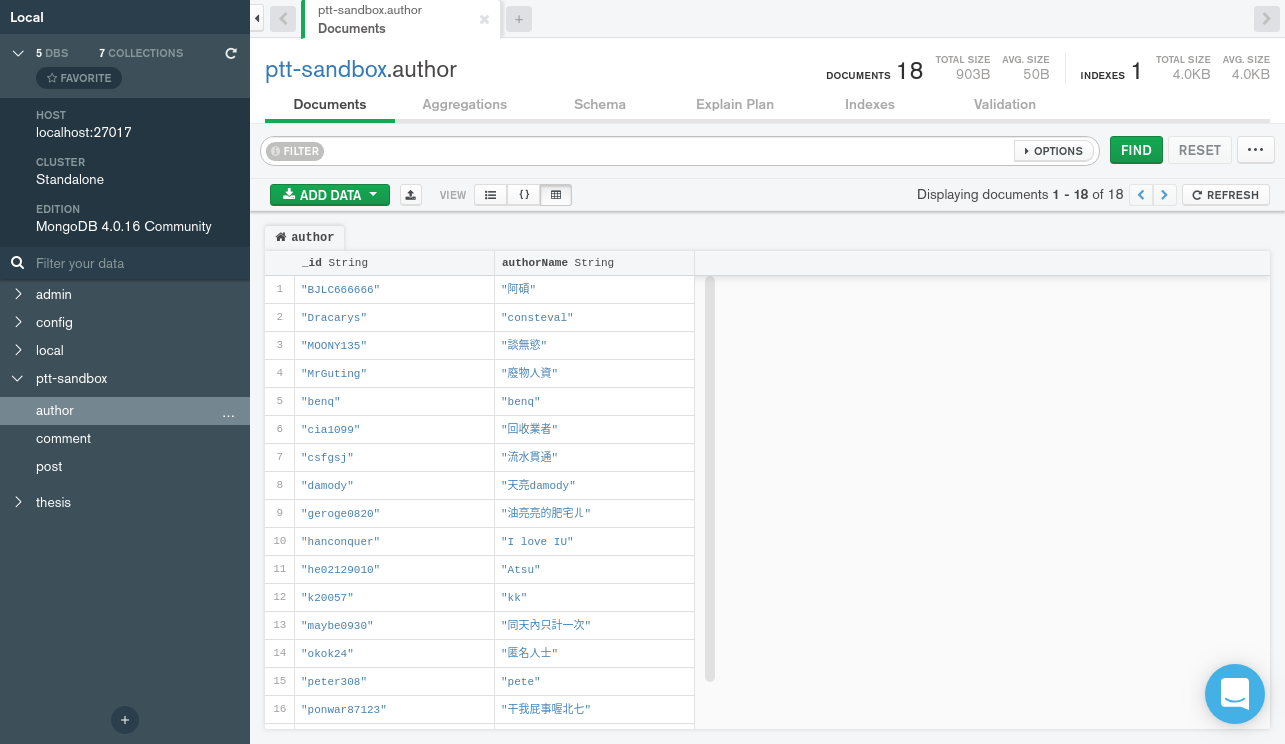 Local
5 DBS 7 COLLECTIONS
FAVORITE
HOST
localhost:27017
CLUSTER
Standalone
EDITION
MongoDB 4.0.16 Community
Filter your data
admin
config
local
ptt-sandbox
author ...
comment
post
thesis
+
ptt-sandbox.author
Documents
+
ptt-sandbox.author
DOCUMENTS 18 TOTAL SIZE 903B AVG. SIZE 50B INDEXES 1 TOTAL SIZE 4.0KB AVG. SIZE 4.0KB
Documents Aggregations Schema Explain Plan Indexes Validation
FILTER OPTIONS FIND RESET ...
ADD DATA VIEW { } Displaying documents 1 - 18 of 18 REFRESH
author
_id String authorName String
1 "BJLC666666" "阿碩"
2 "Dracarys" "consteval"
3 "MOONY135" "談無慾"
4 "MrGuting" "廢物人資"
5 "benq" "benq"
6 "cia1099" "回收業者"
7 "csfgsj" "流水貫通"
8 "damody" "天亮damody"
9 "geroge0820" "油亮亮的肥宅ㄦ"
10 "hanconquer" "I love IU"
11 "he02129010" "Atsu"
12 "k20057" "kk"
13 "maybe0930" "同天內只計一次"
14 "okok24" "匿名人士"
15 "peter308" "pete"
16 "ponwar87123" "干我屁事喔北七"